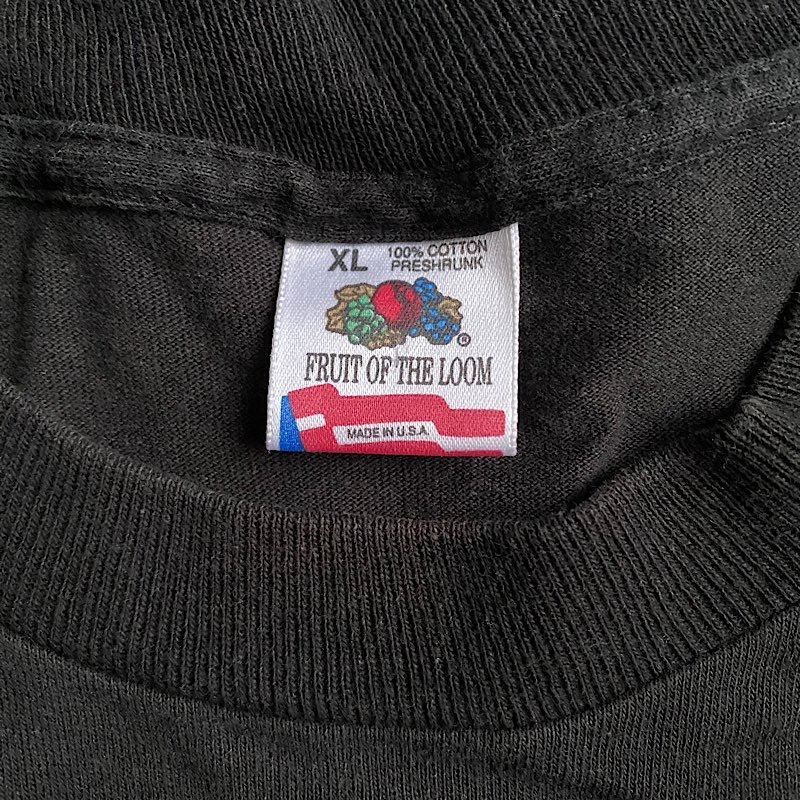 XL 100% COTTON
PRESHRUNK
®
FRUIT OF THE LOOM
MADE IN U.S.A.